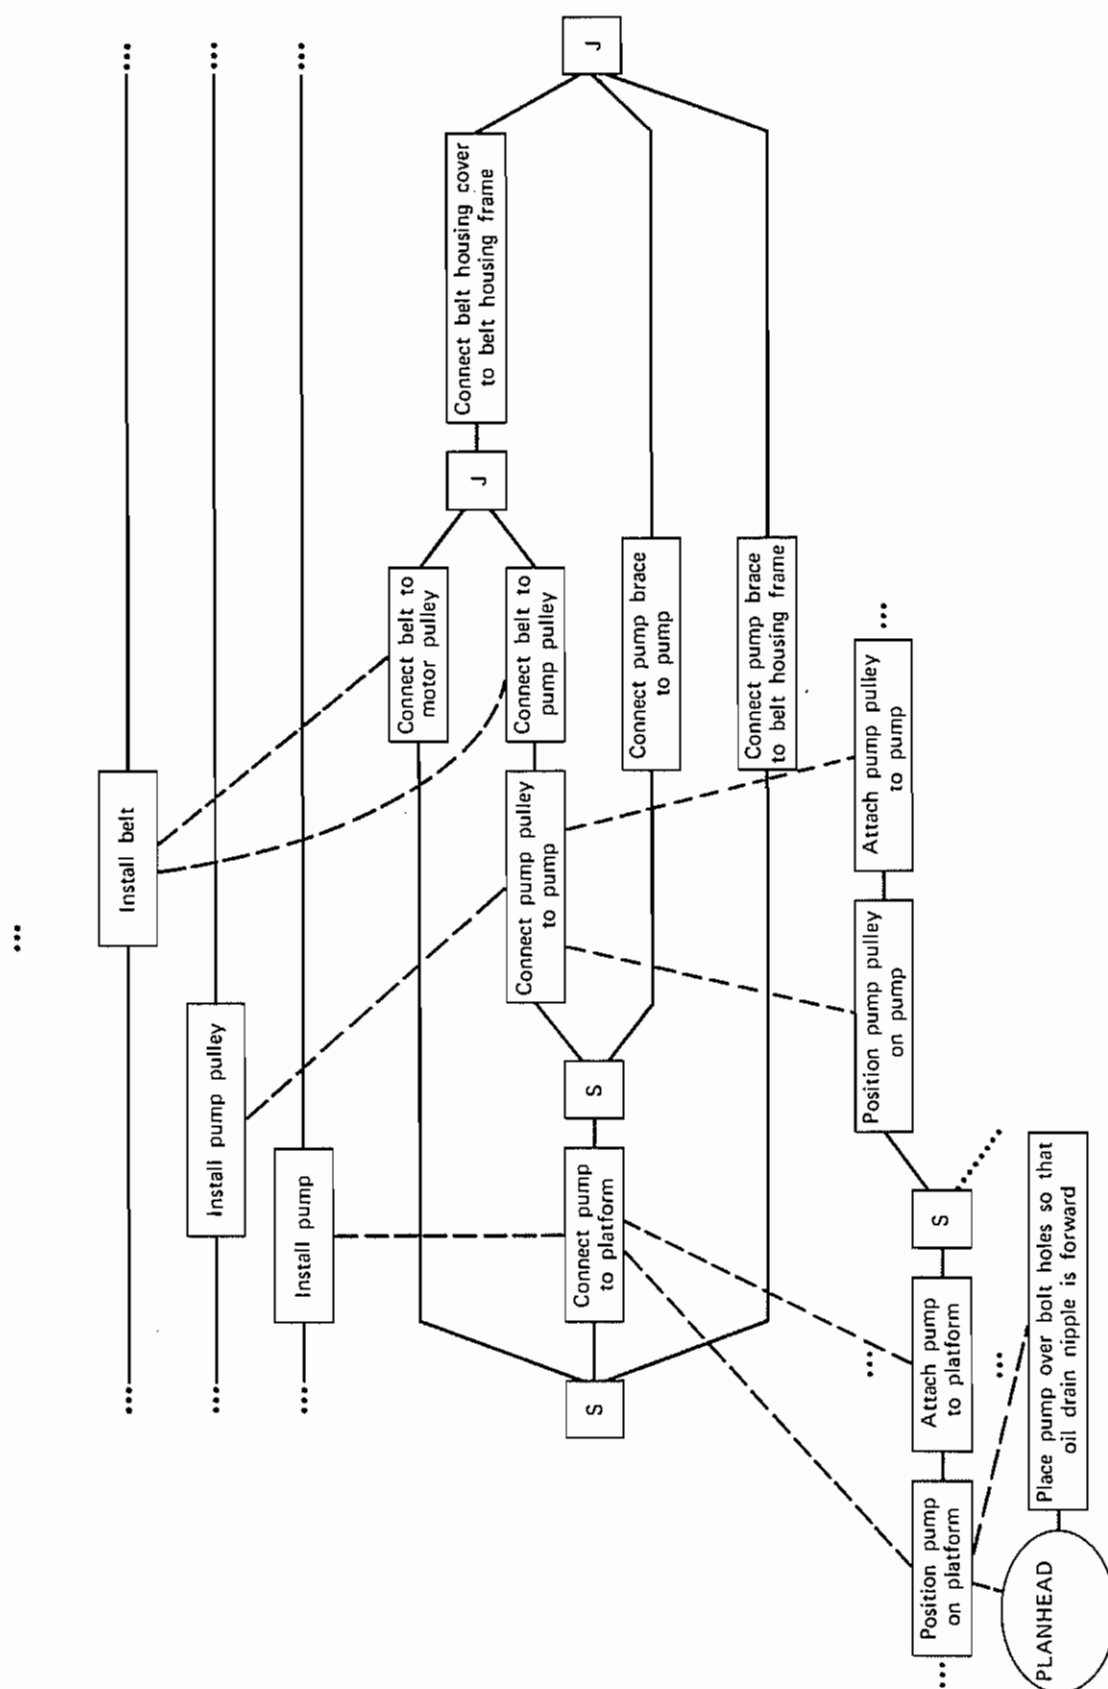 ...
... ...
Install belt
... ...
Install pump pulley
... ...
Install pump
S
Connect belt to
motor pulley
J
Connect belt housing cover
to belt housing frame
J
Connect pump
to platform
S
Connect pump pulley
to pump
Connect belt to
pump pulley
Connect pump brace
to pump
Connect pump brace
to belt housing frame
...
Position pump pulley
on pump
Attach pump pulley
to pump
...
...
Position pump
on platform
Attach pump
to platform
S
...
PLANHEAD
Place pump over bolt holes so that
oil drain nipple is forward